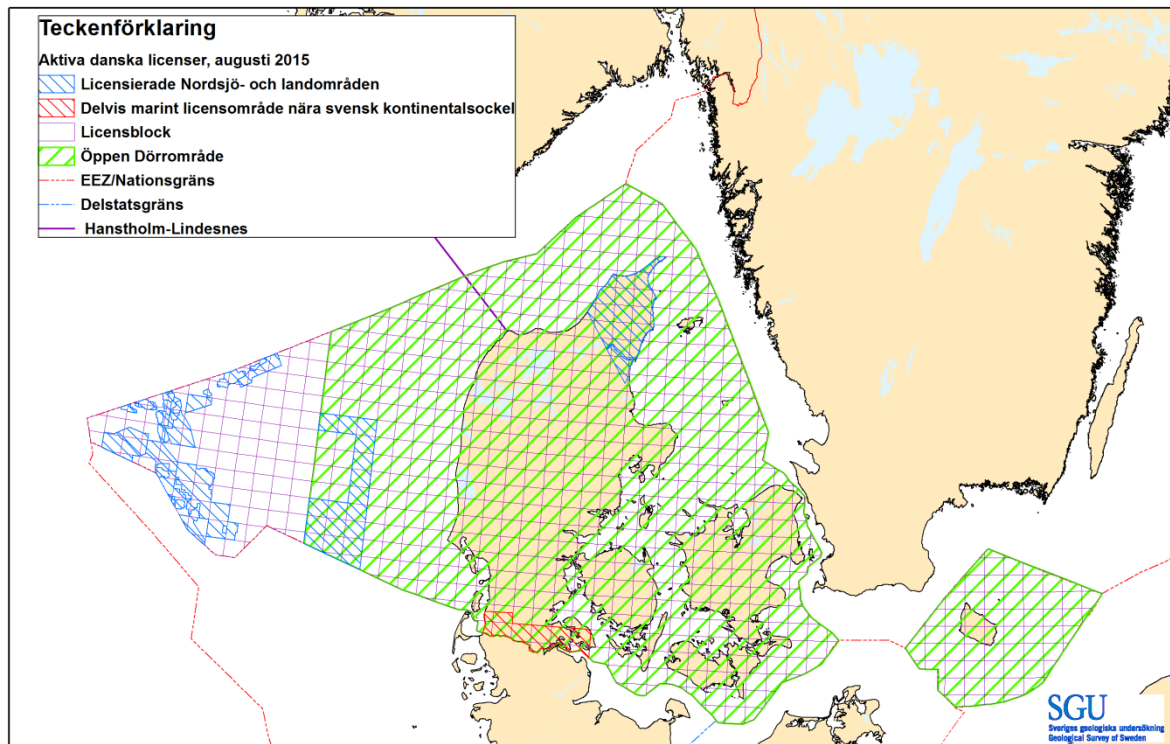 Teckenförklaring
Aktiva danska licenser, augusti 2015
Licensierade Nordsjö- och landområden
Delvis marint licensområde nära svensk kontinentalsockel
Licensblock
Öppen Dörrområde
EEZ/Nationsgräns
Delstatsgräns
Hanstholm-Lindesnes
SGU
Sveriges geologiska undersökning
Geological Survey of Sweden